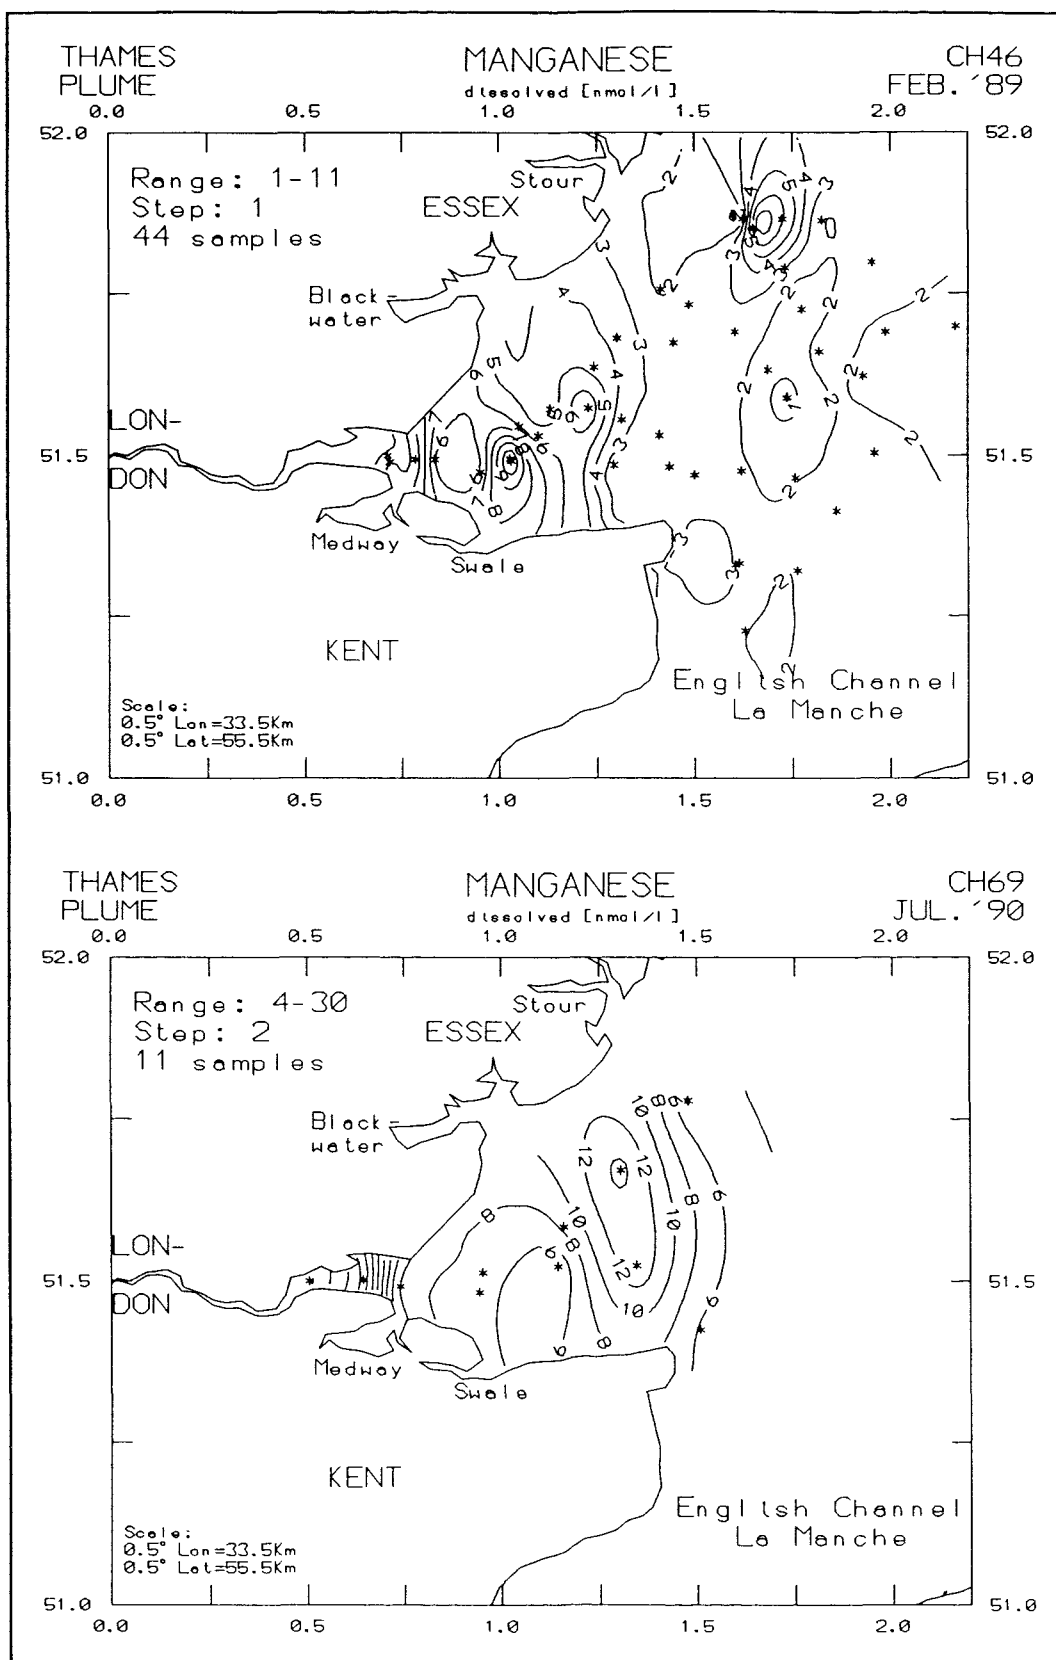 THAMES PLUME
MANGANESE
dissolved [nmol/l]
CH46
FEB. '89
0.0 0.5 1.0 1.5 2.0
52.0
Range: 1-11
Step: 1
44 samples
Stour
ESSEX
Black-
water
LON-
DON
51.5 51.5
Medway
Swale
KENT
English Channel
La Manche
Scale:
0.5° Lon=33.5Km
0.5° Lat=55.5Km
51.0 51.0
0.0 0.5 1.0 1.5 2.0
THAMES PLUME
MANGANESE
dissolved [nmol/l]
CH69
JUL. '90
0.0 0.5 1.0 1.5 2.0
52.0 52.0
Range: 4-30
Step: 2
11 samples
Stour
ESSEX
Black-
water
LON-
DON
51.5 51.5
Medway
Swale
KENT
English Channel
La Manche
Scale:
0.5° Lon=33.5Km
0.5° Lat=55.5Km
51.0 51.0
0.0 0.5 1.0 1.5 2.0